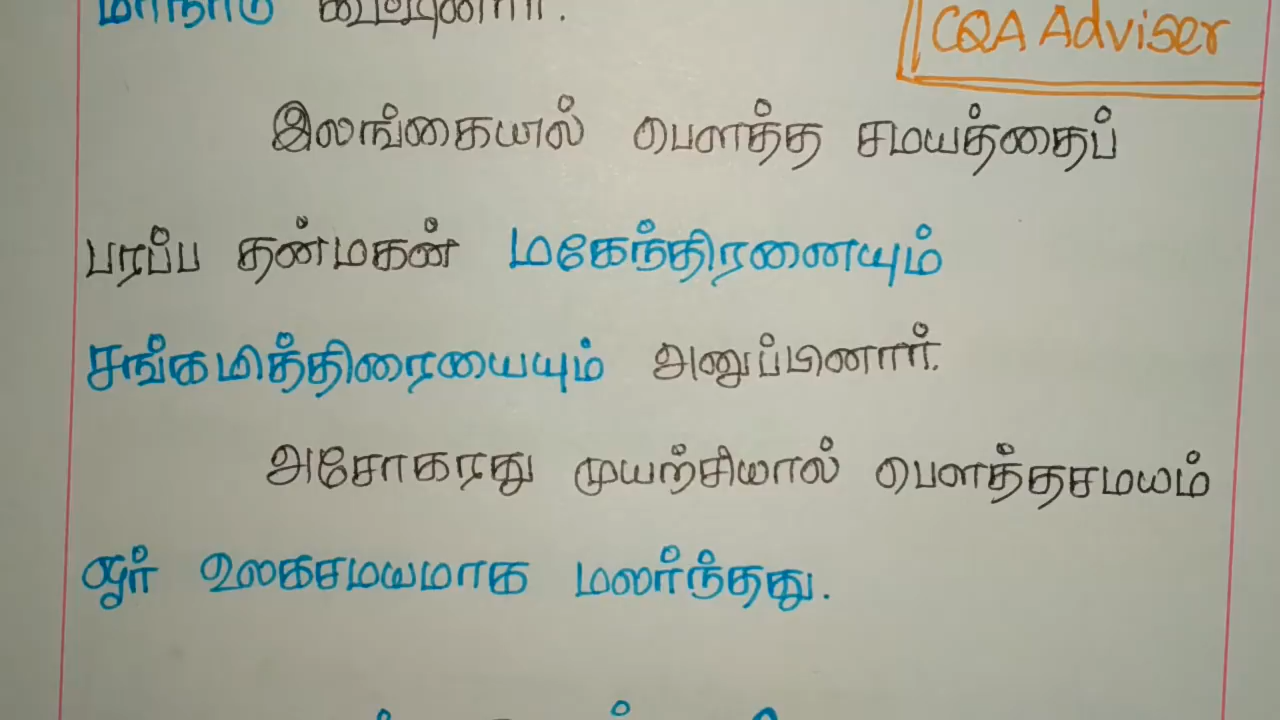 மாநாடு கூட்டினார்.
CQA Adviser
இலங்கையில் பௌத்த சமயத்தைப்
பரப்ப தன்மகன் மகேந்திரனையும்
சங்கமித்திரையையும் அனுப்பினார்.
அசோகரது முயற்சியால் பௌத்தசமயம்
ஓர் உலகசமயமாக மலர்ந்தது.